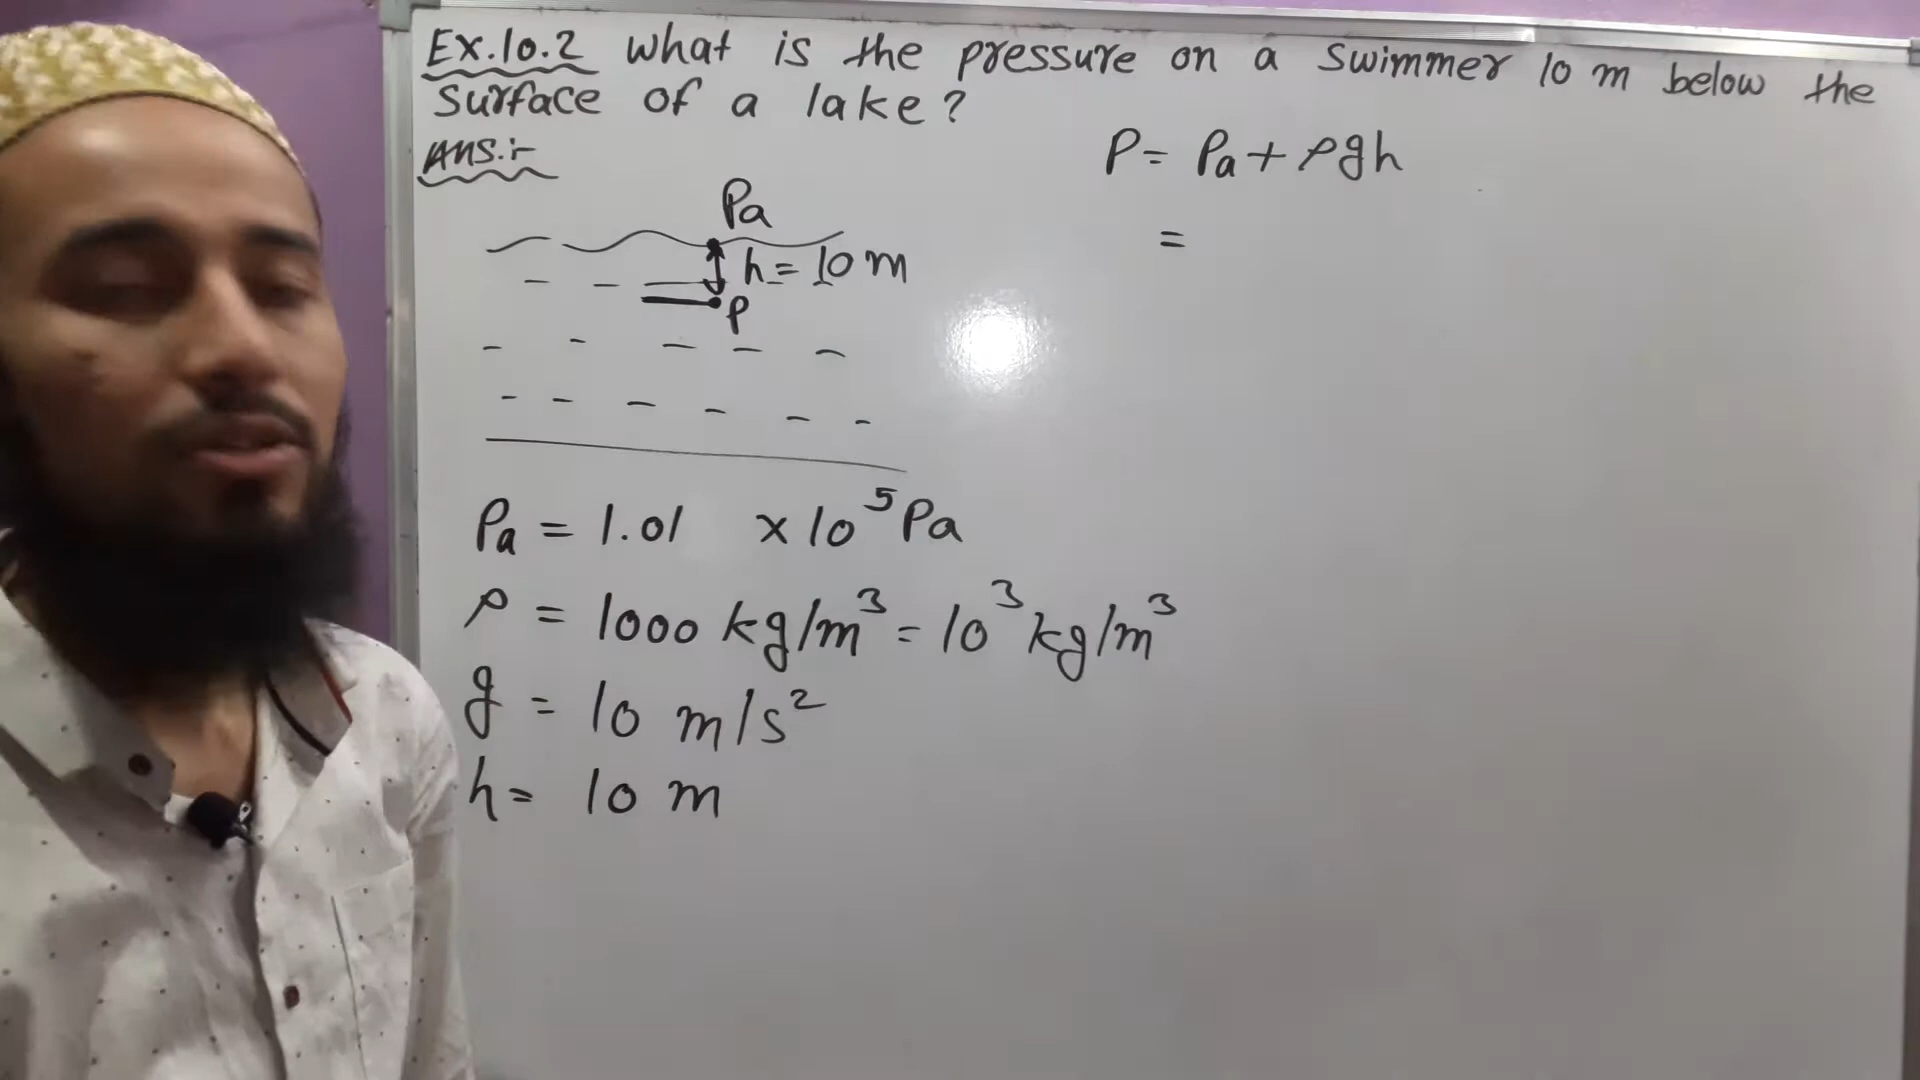 Ex.10.2 What is the pressure on a swimmer 10 m below the
surface of a lake?
Ans.:-
P = Pa + ρgh
=
Pa
h = 10 m
P
Pa = 1.01 × 10⁵ Pa
ρ = 1000 kg/m³ = 10³ kg/m³
g = 10 m/s²
h = 10 m